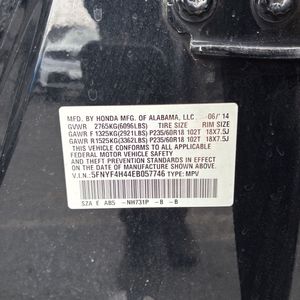 MFD. BY HONDA MFG. OF ALABAMA, LLC. 06/'14
GVWR 2765KG(6096LBS) TIRE SIZE RIM SIZE
GAWR F 1325KG(2921LBS) P235/60R18 102T 18X7.5J
GAWR R 1525KG(3362LBS) P235/60R18 102T 18X7.5J
THIS VEHICLE CONFORMS TO ALL APPLICABLE
FEDERAL MOTOR VEHICLE SAFETY AND THEFT
PREVENTION STANDARDS IN EFFECT ON THE
DATE OF MANUFACTURE SHOWN ABOVE.
V.I.N:5FNYF4H44EB057746 TYPE:MPV
SZA E ABS -NH731P -B -B